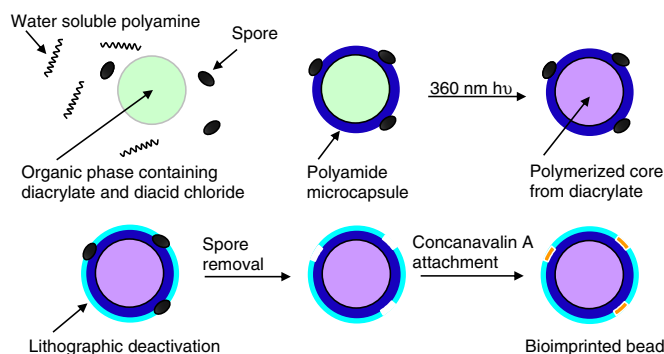 Water soluble polyamine
Spore
360 nm hυ
Organic phase containing
diacrylate and diacid chloride
Polyamide
microcapsule
Polymerized core
from diacrylate
Spore
removal
Concanavalin A
attachment
Lithographic deactivation
Bioimprinted bead